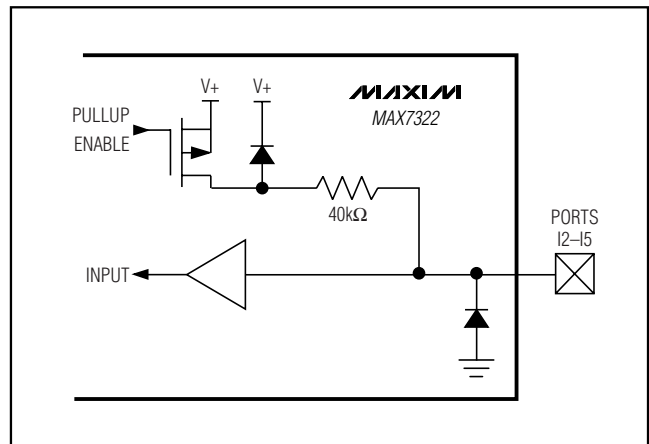 V+ V+
MAXIM
MAX7322
PULLUP
ENABLE
40kΩ
PORTS
I2–I5
INPUT